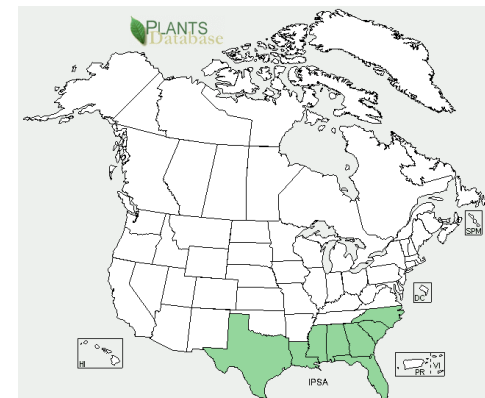 PLANTS
Database
SPM
DC
HI
PR
VI
IPSA